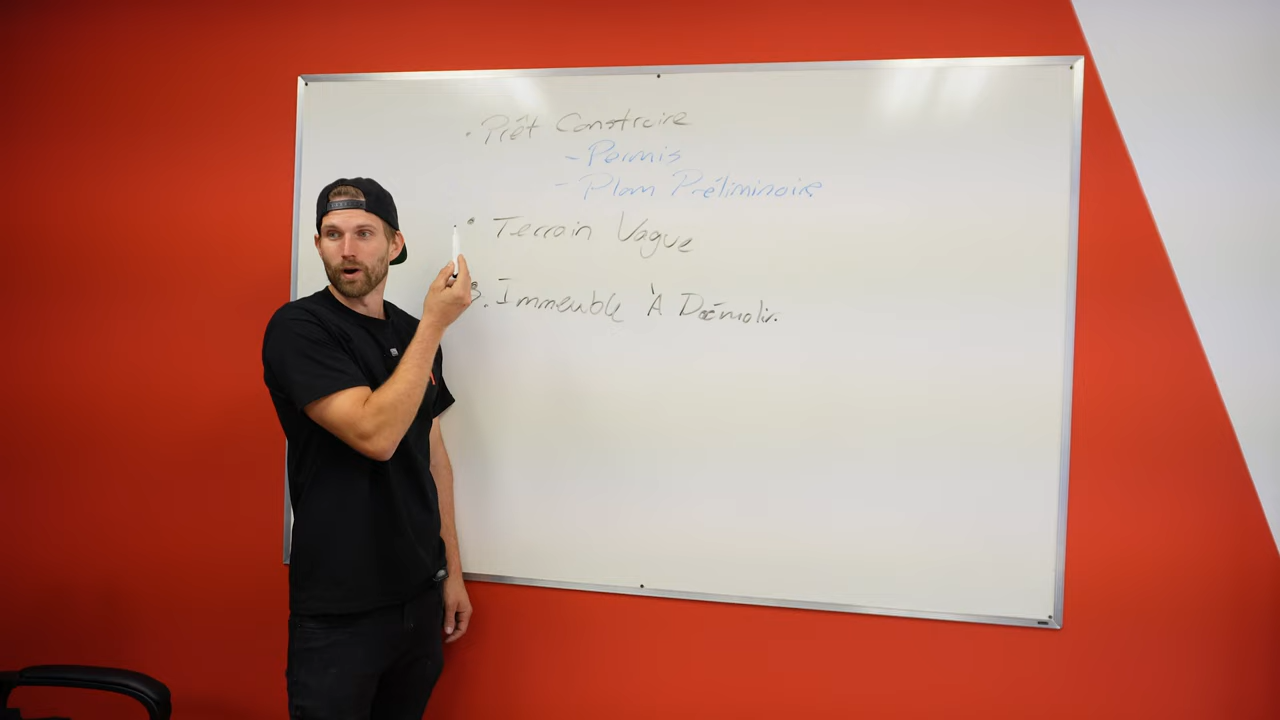 • Prêt Construire
- Permis
- Plan Préliminaire
• Terrain Vague
3. Immeuble À Démolir.